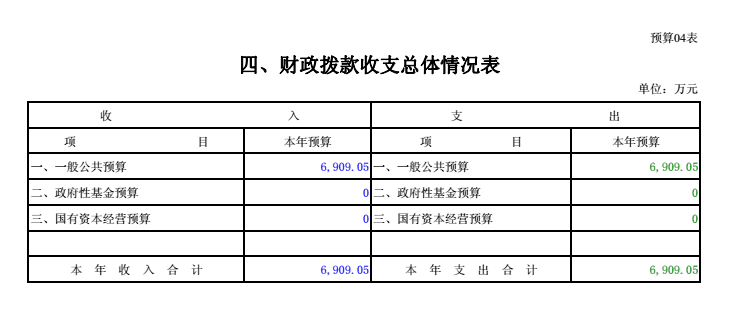 预算04表
四、财政拨款收支总体情况表
单位：万元
收 入 支 出
项 目 本年预算 项 目 本年预算
一、一般公共预算 6,909.05 一、一般公共预算 6,909.05
二、政府性基金预算 0 二、政府性基金预算 0
三、国有资本经营预算 0 三、国有资本经营预算 0
本 年 收 入 合 计 6,909.05 本 年 支 出 合 计 6,909.05